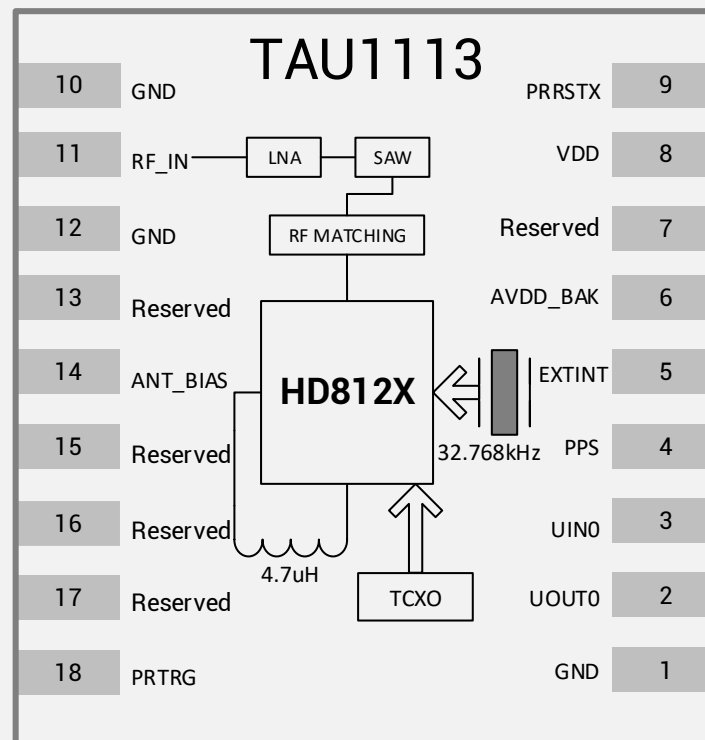 TAU1113
10 GND
PRRSTX 9
11 RF_IN
LNA
SAW
VDD 8
12 GND
RF MATCHING
Reserved 7
13 Reserved
AVDD_BAK 6
14 ANT_BIAS
HD812X
EXTINT 5
15 Reserved
32.768kHz
PPS 4
16 Reserved
UIN0 3
4.7uH
17 Reserved
TCXO
UOUT0 2
18 PRTRG
GND 1